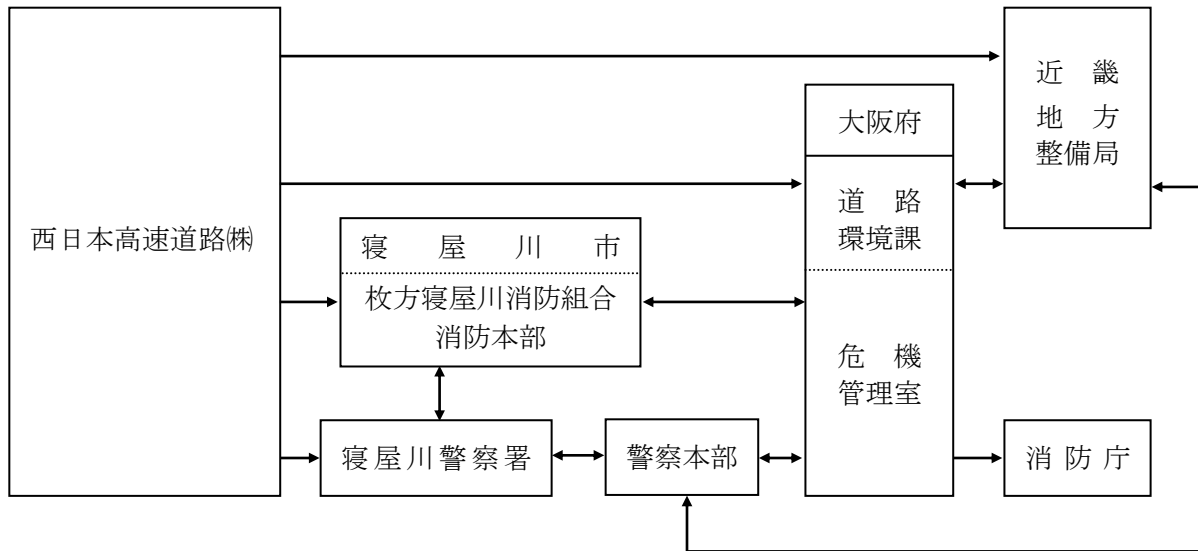 西日本高速道路㈱
寝屋川市
枚方寝屋川消防組合
消防本部
寝屋川警察署
警察本部
大阪府
道路
環境課
危機
管理室
近畿
地方
整備局
消防庁